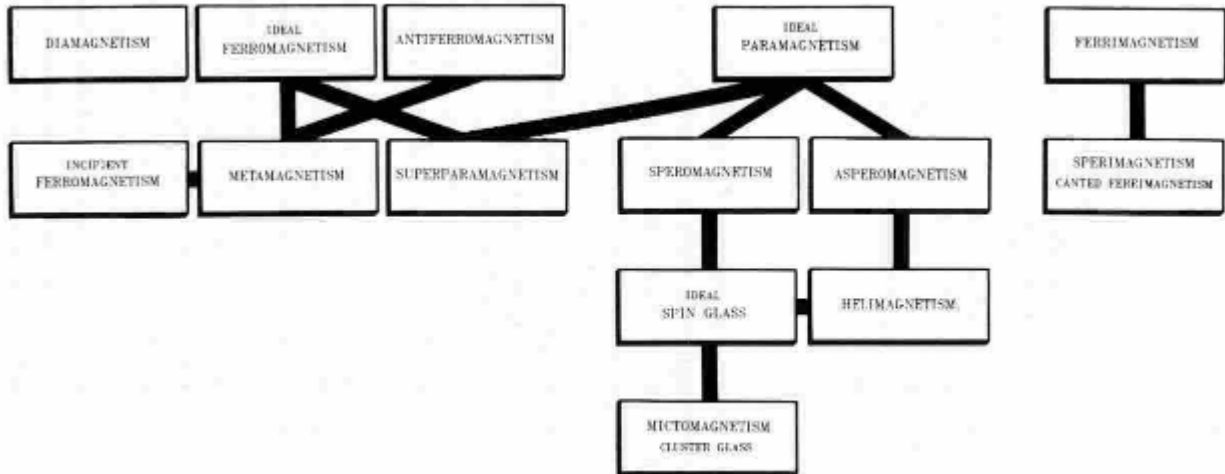 DIAMAGNETISM
IDEAL
FERROMAGNETISM
ANTIFERROMAGNETISM
IDEAL
PARAMAGNETISM
FERRIMAGNETISM
INCIPIENT
FERROMAGNETISM
METAMAGNETISM
SUPERPARAMAGNETISM
SPEROMAGNETISM
ASPEROMAGNETISM
SPERIMAGNETISM
CANTED FERRIMAGNETISM
IDEAL
SPIN GLASS
HELIMAGNETISM
MICTOMAGNETISM
CLUSTER GLASS